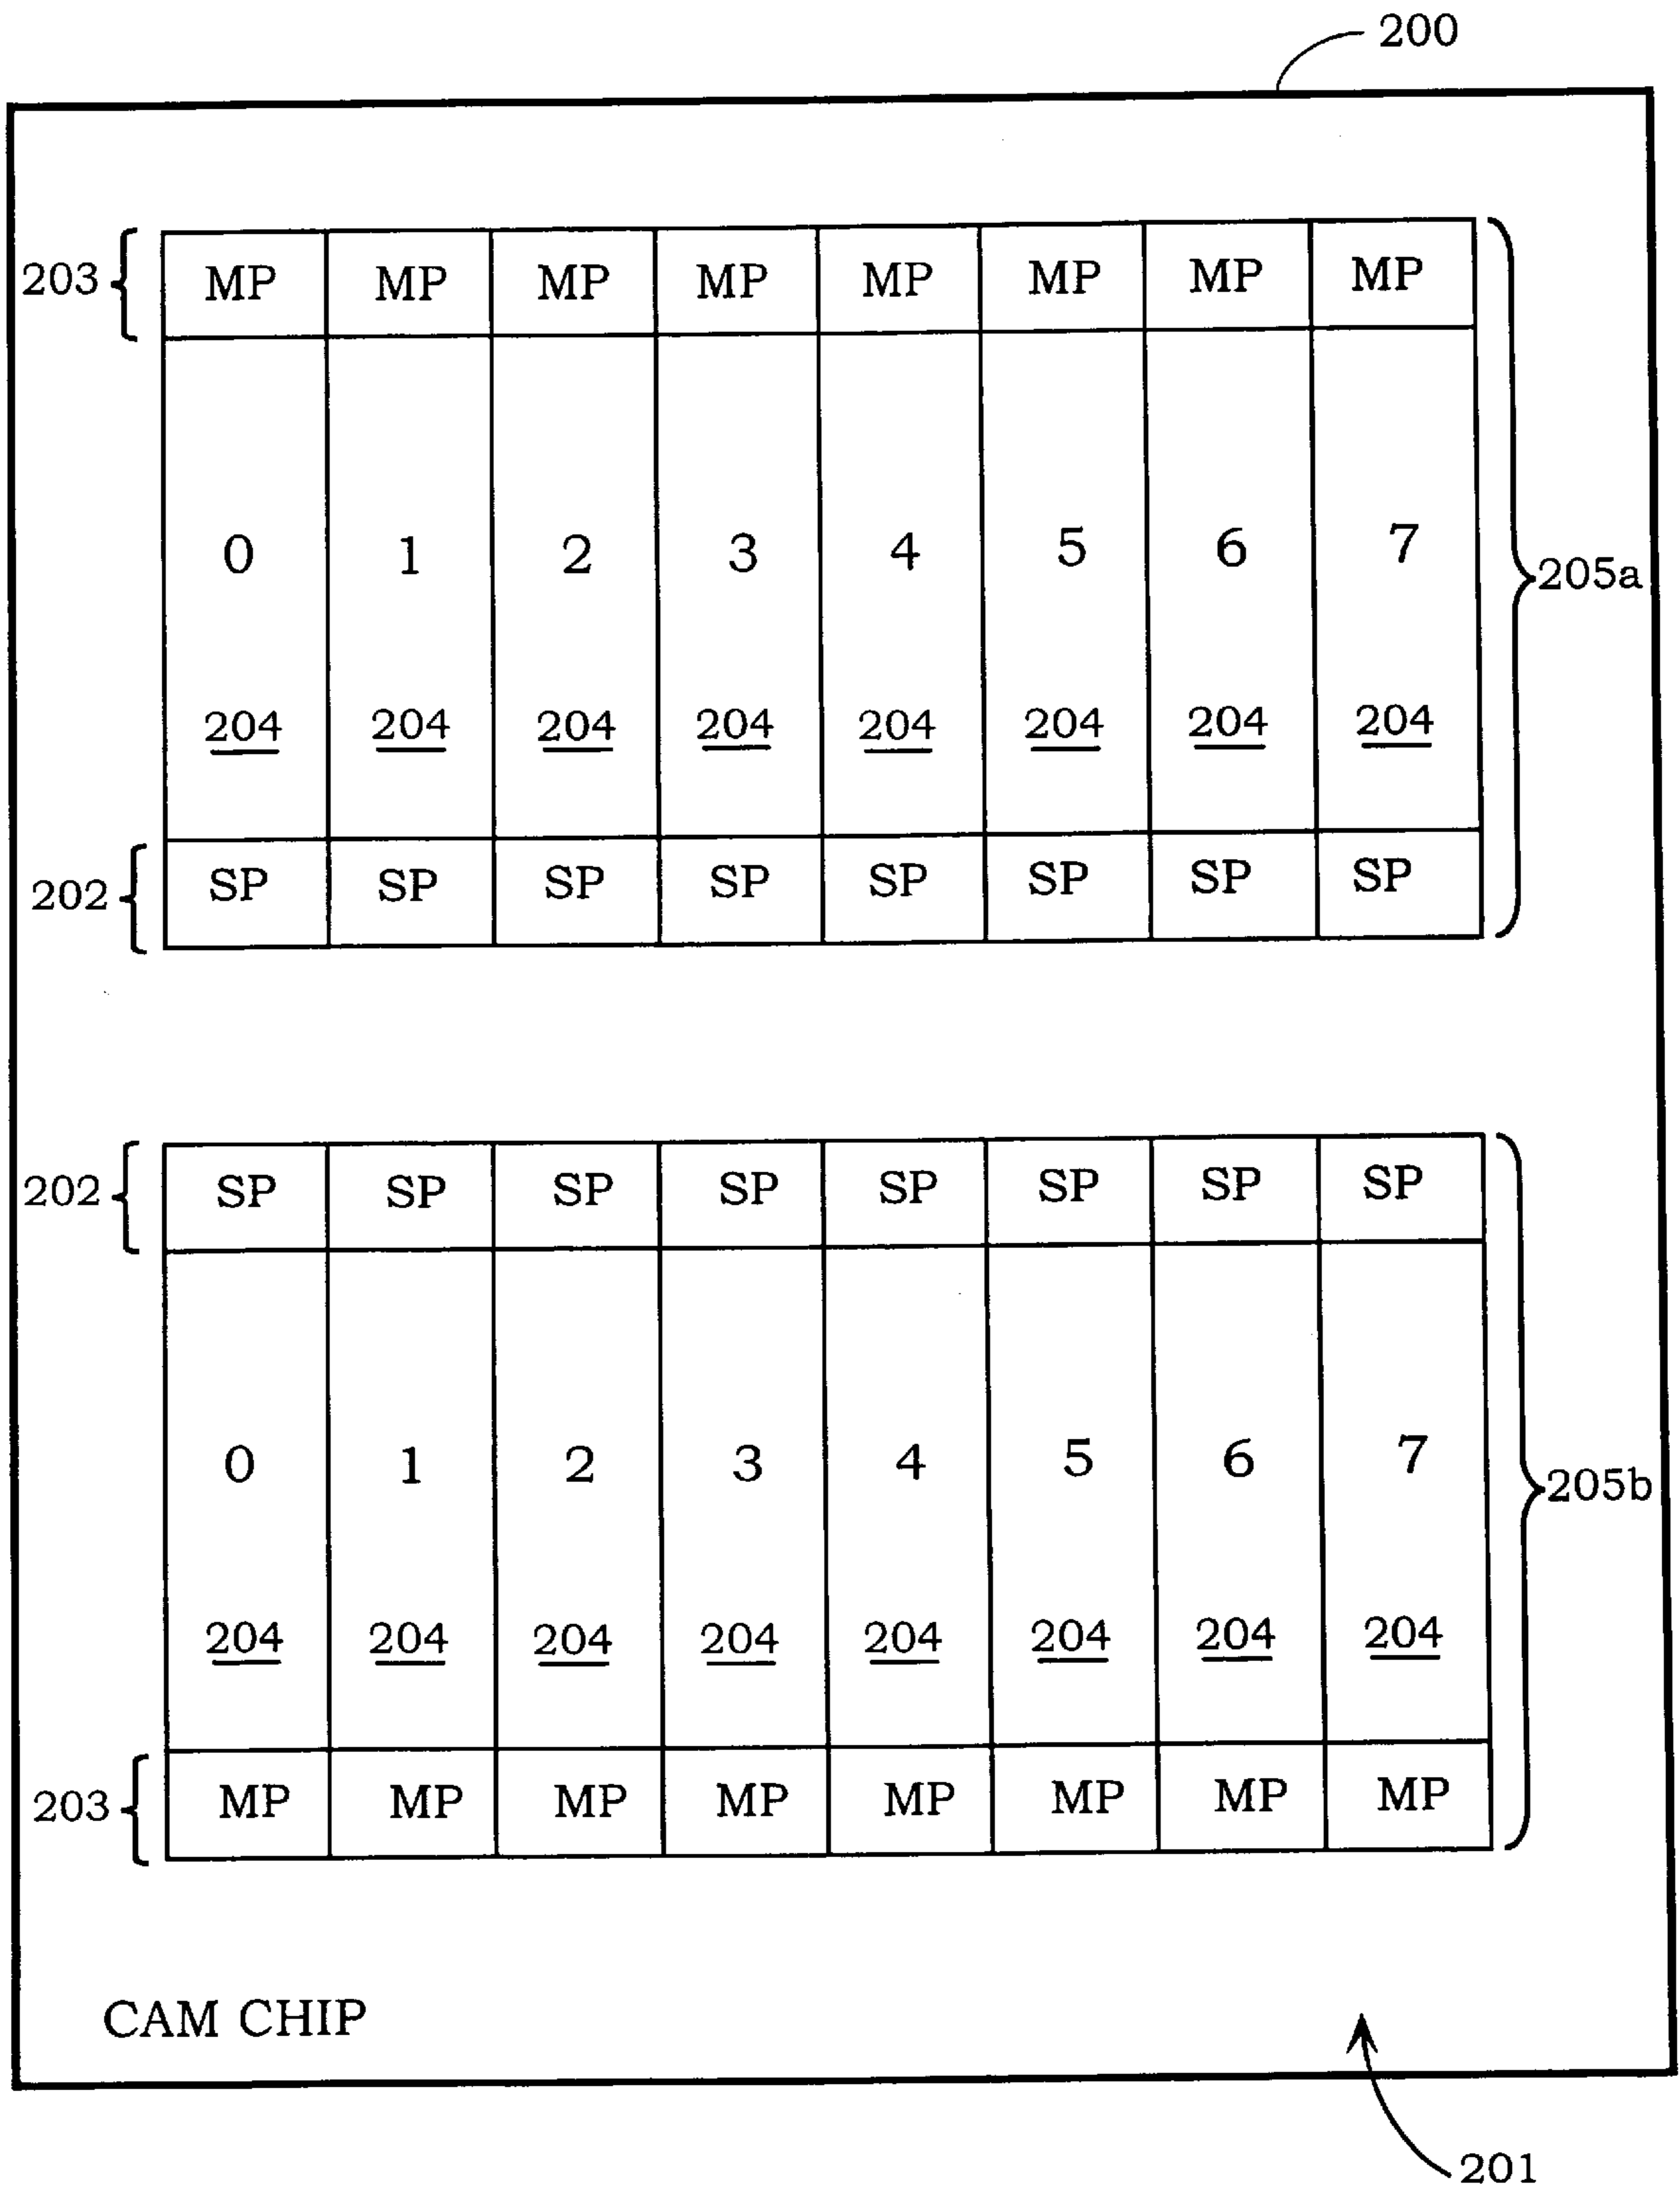 200
203 MP MP MP MP MP MP MP MP
0 1 2 3 4 5 6 7
205a
204 204 204 204 204 204 204 204
202 SP SP SP SP SP SP SP SP
202 SP SP SP SP SP SP SP SP
0 1 2 3 4 5 6 7
205b
204 204 204 204 204 204 204 204
203 MP MP MP MP MP MP MP MP
CAM CHIP
201